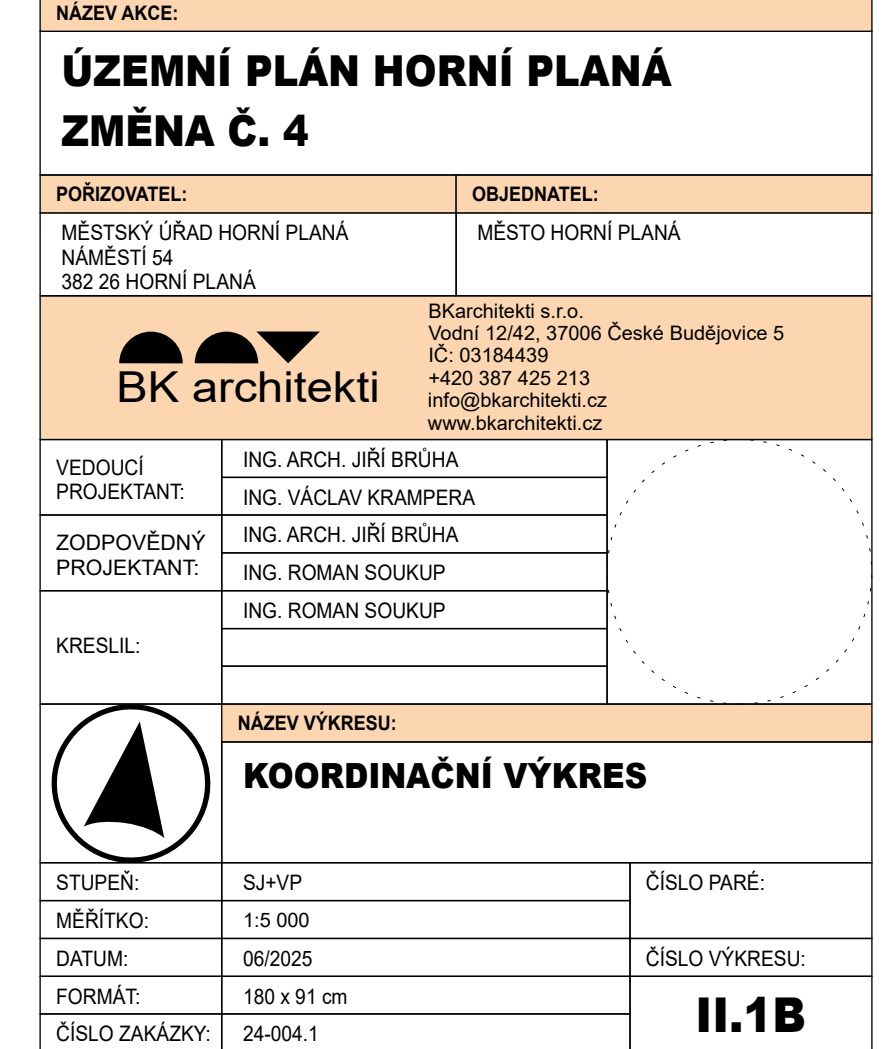 NÁZEV AKCE:
ÚZEMNÍ PLÁN HORNÍ PLANÁ
ZMĚNA Č. 4
POŘIZOVATEL:
MĚSTSKÝ ÚŘAD HORNÍ PLANÁ
NÁMĚSTÍ 54
382 26 HORNÍ PLANÁ
OBJEDNATEL:
MĚSTO HORNÍ PLANÁ
BK architekti
BKarchitekti s.r.o.
Vodní 12/42, 37006 České Budějovice 5
IČ: 03184439
+420 387 425 213
info@bkarchitekti.cz
www.bkarchitekti.cz
VEDOUCÍ
PROJEKTANT:
ING. ARCH. JIŘÍ BRŮHA
ING. VÁCLAV KRAMPERA
ZODPOVĚDNÝ
PROJEKTANT:
ING. ARCH. JIŘÍ BRŮHA
ING. ROMAN SOUKUP
KRESLIL:
ING. ROMAN SOUKUP
NÁZEV VÝKRESU:
KOORDINAČNÍ VÝKRES
STUPEŇ:
SJ+VP
MĚŘÍTKO:
1:5 000
DATUM:
06/2025
FORMÁT:
180 x 91 cm
ČÍSLO ZAKÁZKY:
24-004.1
ČÍSLO PARÉ:
ČÍSLO VÝKRESU:
II.1B